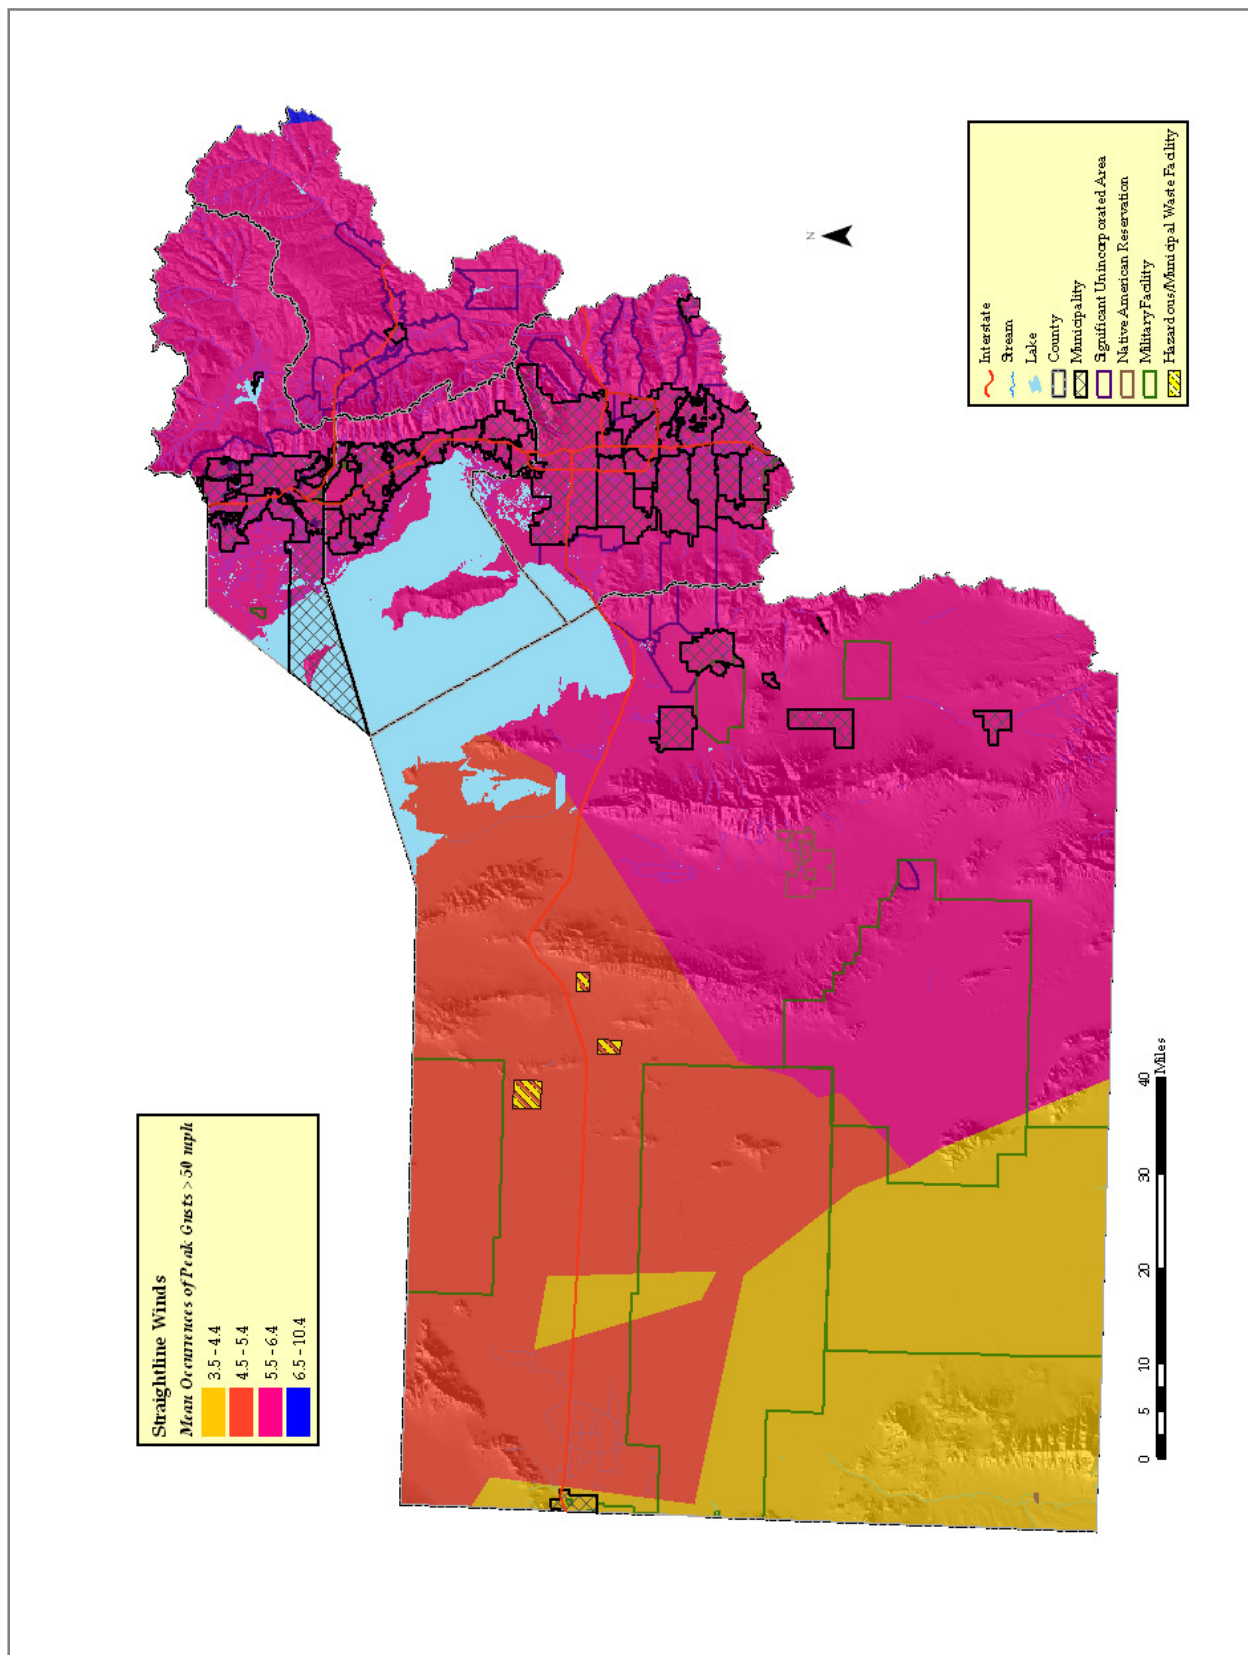 Straightline Winds
Mean Occurrences of Peak Gusts > 50 mph
3.5 - 4.4
4.5 - 5.4
5.5 - 6.4
6.5 - 10.4
N
Interstate
Stream
Lake
County
Municipality
Significant Unincorporated Area
Native American Reservation
Military Facility
Hazardous/Municipal Waste Facility
0 5 10 20 30 40
Miles